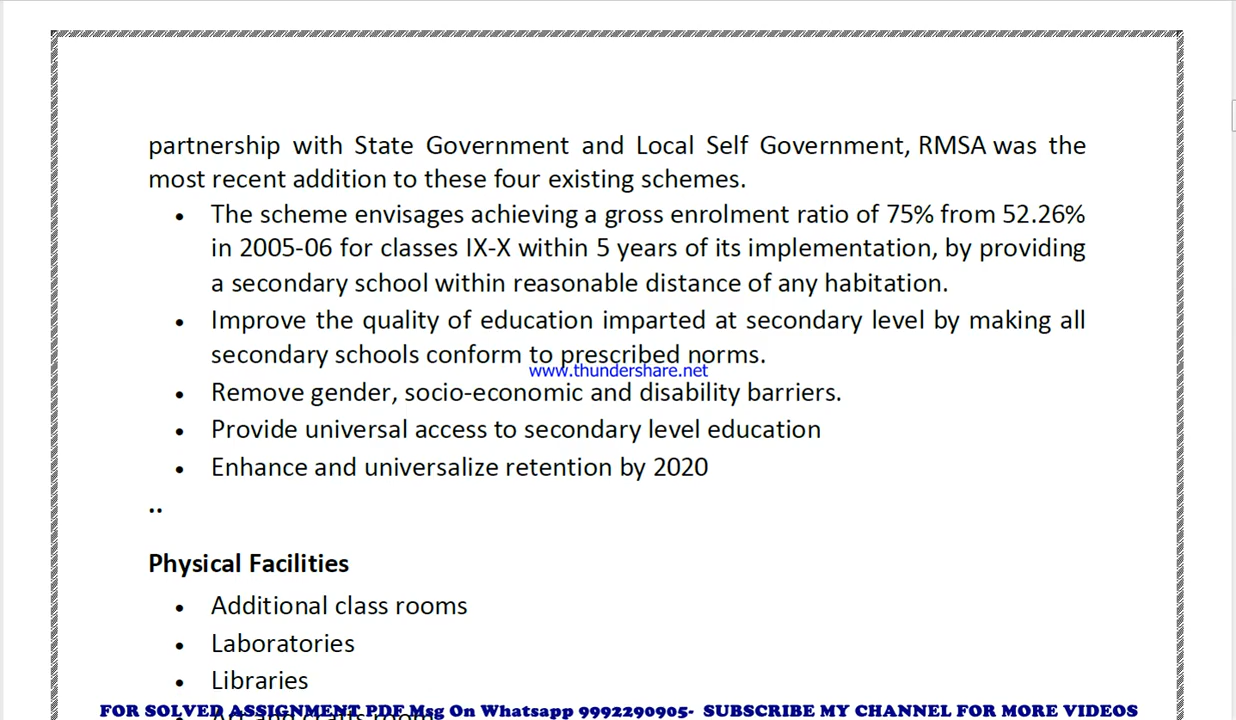 partnership with State Government and Local Self Government, RMSA was the
most recent addition to these four existing schemes.
• The scheme envisages achieving a gross enrolment ratio of 75% from 52.26%
in 2005-06 for classes IX-X within 5 years of its implementation, by providing
a secondary school within reasonable distance of any habitation.
• Improve the quality of education imparted at secondary level by making all
secondary schools conform to prescribed norms.
www.thundershare.net
• Remove gender, socio-economic and disability barriers.
• Provide universal access to secondary level education
• Enhance and universalize retention by 2020
..
Physical Facilities
• Additional class rooms
• Laboratories
• Libraries
• Art and crafts room
FOR SOLVED ASSIGNMENT PDF Msg On Whatsapp 9992290905- SUBSCRIBE MY CHANNEL FOR MORE VIDEOS